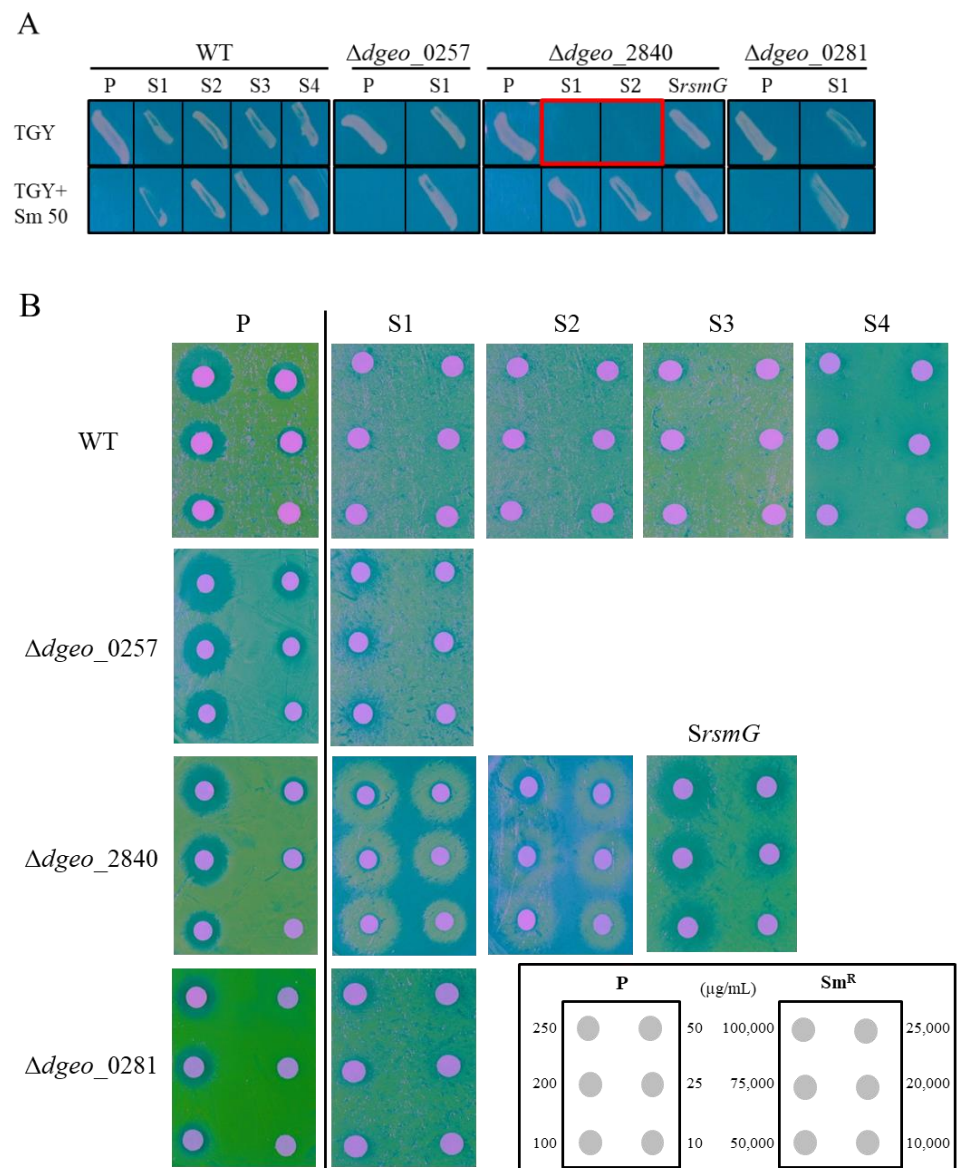 A
WT Δdgeo_0257 Δdgeo_2840 Δdgeo_0281
P S1 S2 S3 S4 P S1 P S1 S2 SrsmG P S1
TGY
TGY+
Sm 50
B
P S1 S2 S3 S4
WT
Δdgeo_0257
SrsmG
Δdgeo_2840
Δdgeo_0281
P (μg/mL) Smᴿ
250 50 100,000 25,000
200 25 75,000 20,000
100 10 50,000 10,000